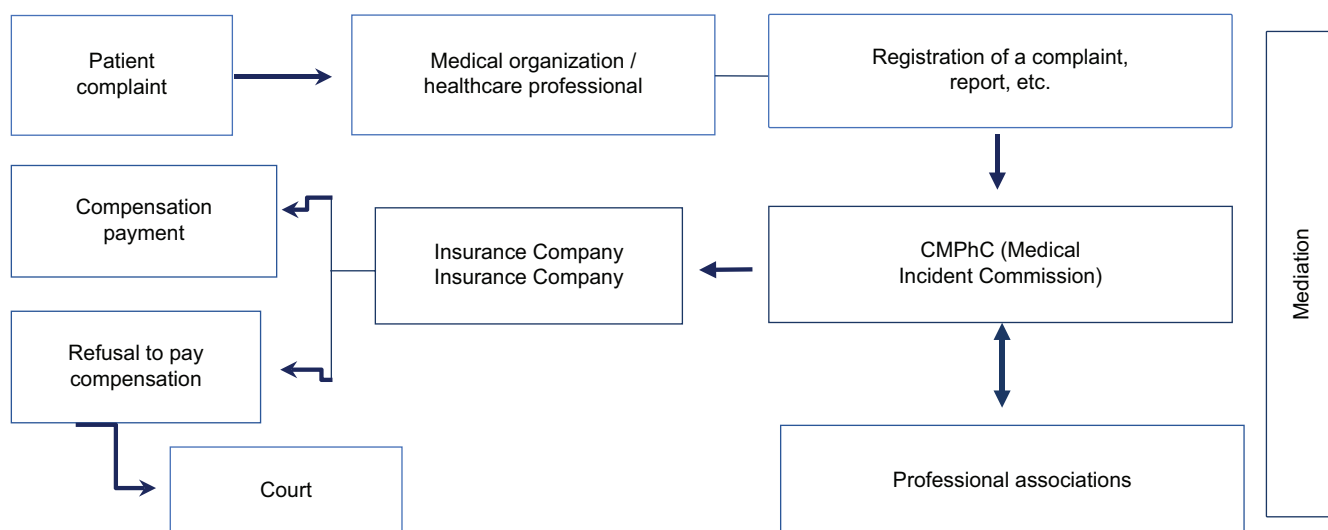 Patient
complaint
Medical organization /
healthcare professional
Registration of a complaint,
report, etc.
Compensation
payment
Insurance Company
Insurance Company
CMPhC (Medical
Incident Commission)
Mediation
Refusal to pay
compensation
Court
Professional associations